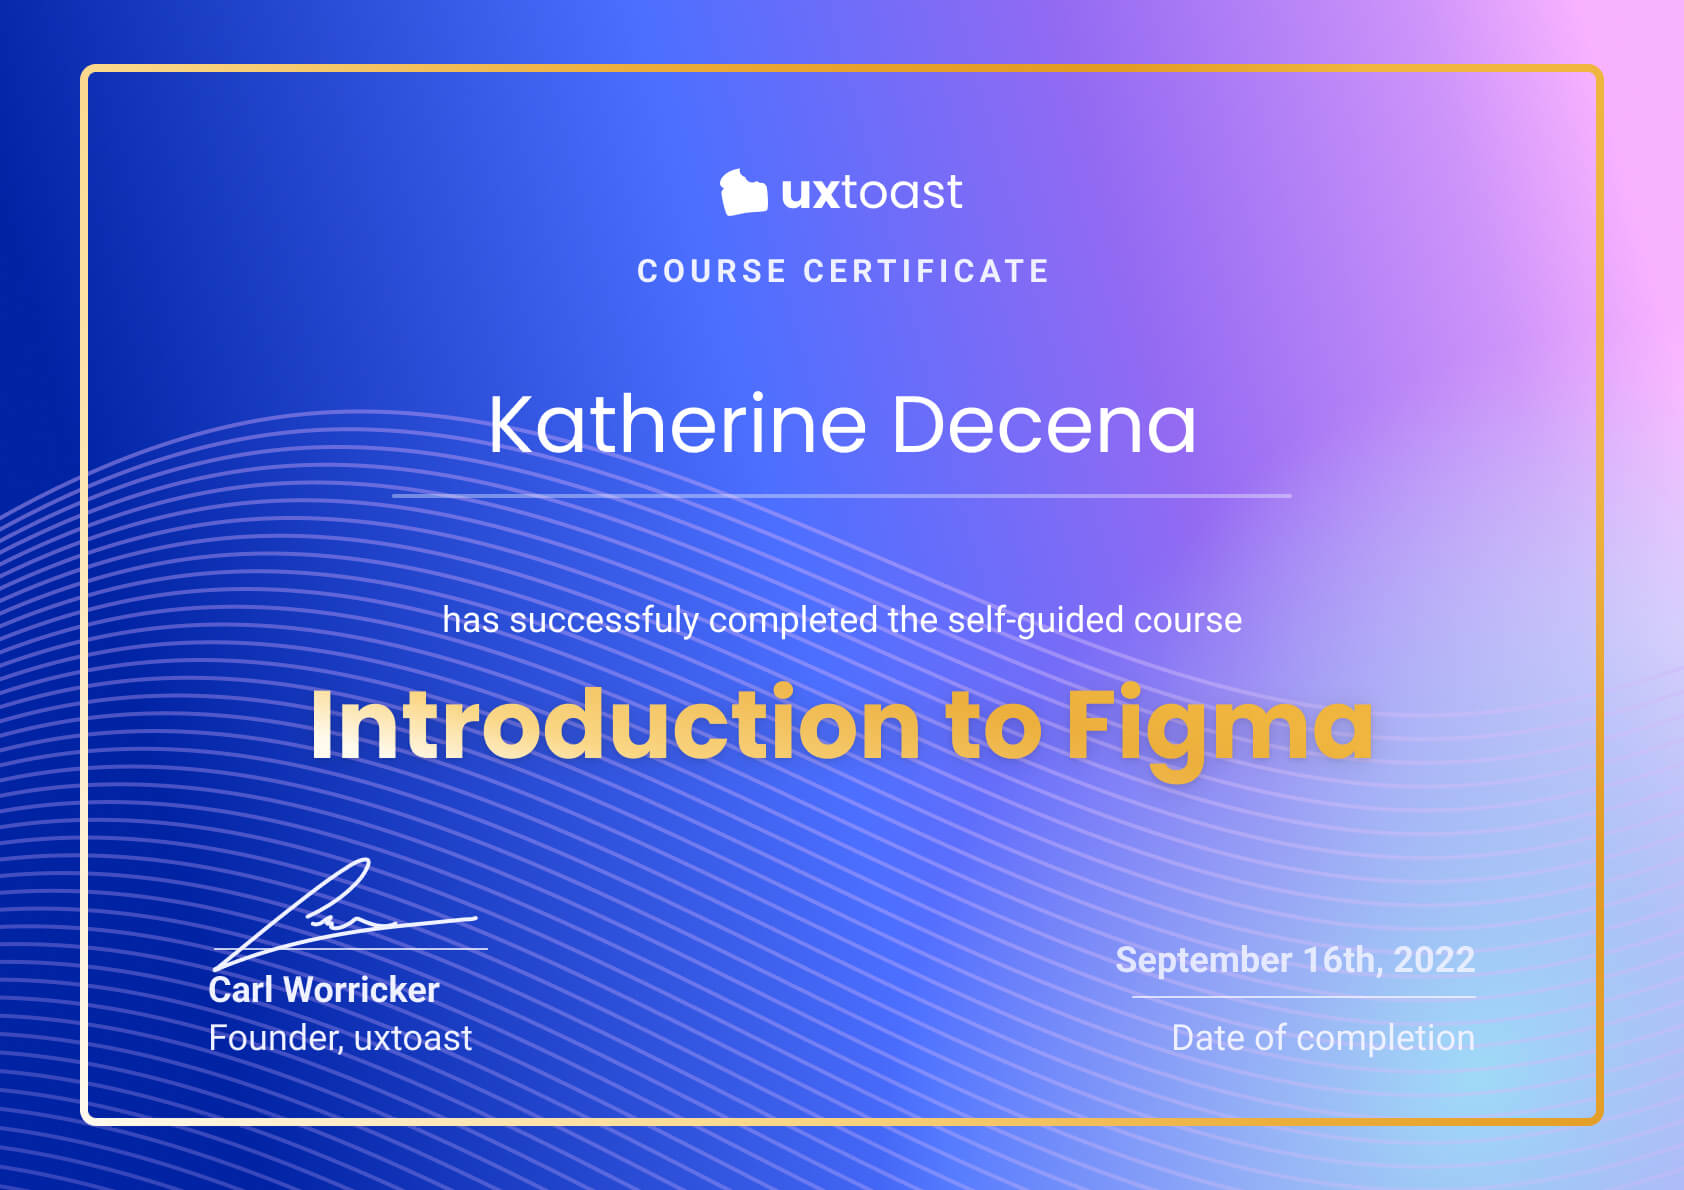 uxtoast
COURSE CERTIFICATE
Katherine Decena
has successfuly completed the self-guided course
Introduction to Figma
Carl Worricker
Founder, uxtoast
September 16th, 2022
Date of completion